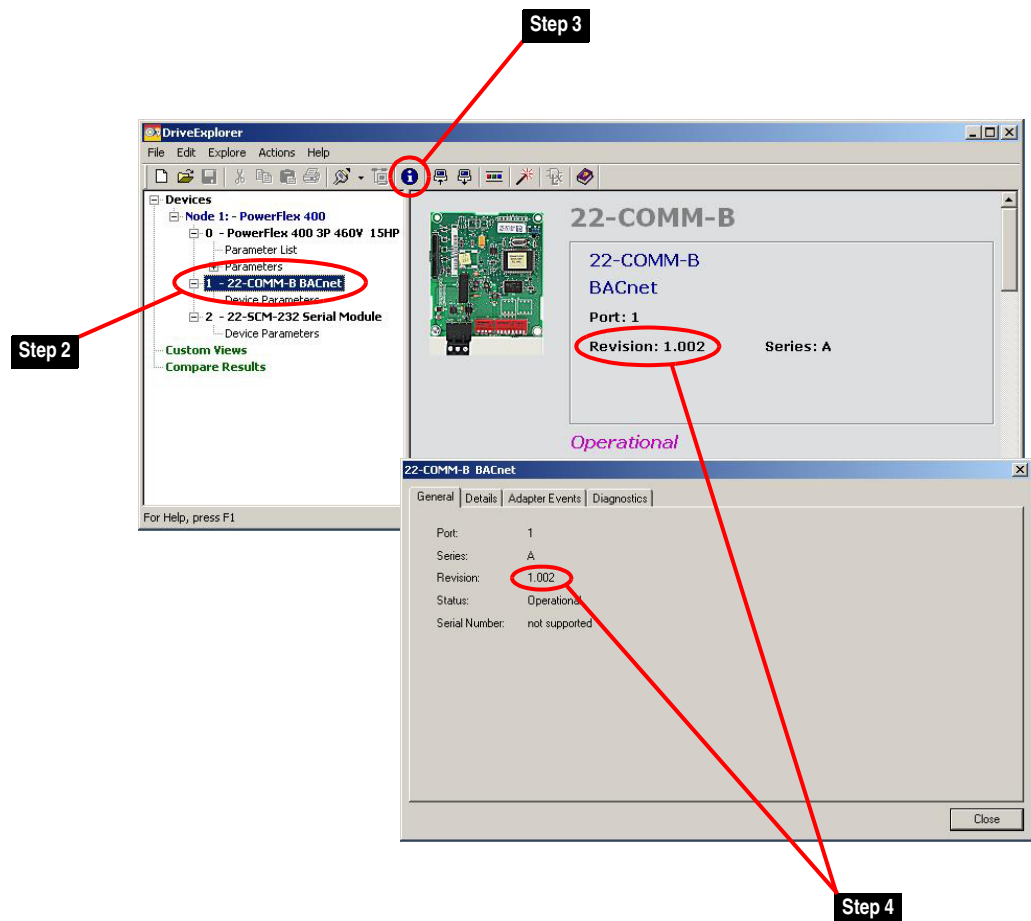 Step 3
DriveExplorer
File Edit Explore Actions Help
Devices
Node 1: - PowerFlex 400
0 - PowerFlex 400 3P 460V 15HP
Parameter List
Parameters
1 - 22-COMM-B BACnet
Device Parameters
2 - 22-SCM-232 Serial Module
Device Parameters
Custom Views
Compare Results
For Help, press F1
Step 2
22-COMM-B
22-COMM-B
BACnet
Port: 1
Revision: 1.002 Series: A
Operational
22-COMM-B BACnet
General Details Adapter Events Diagnostics
Port: 1
Series: A
Revision: 1.002
Status: Operational
Serial Number: not supported
Close
Step 4